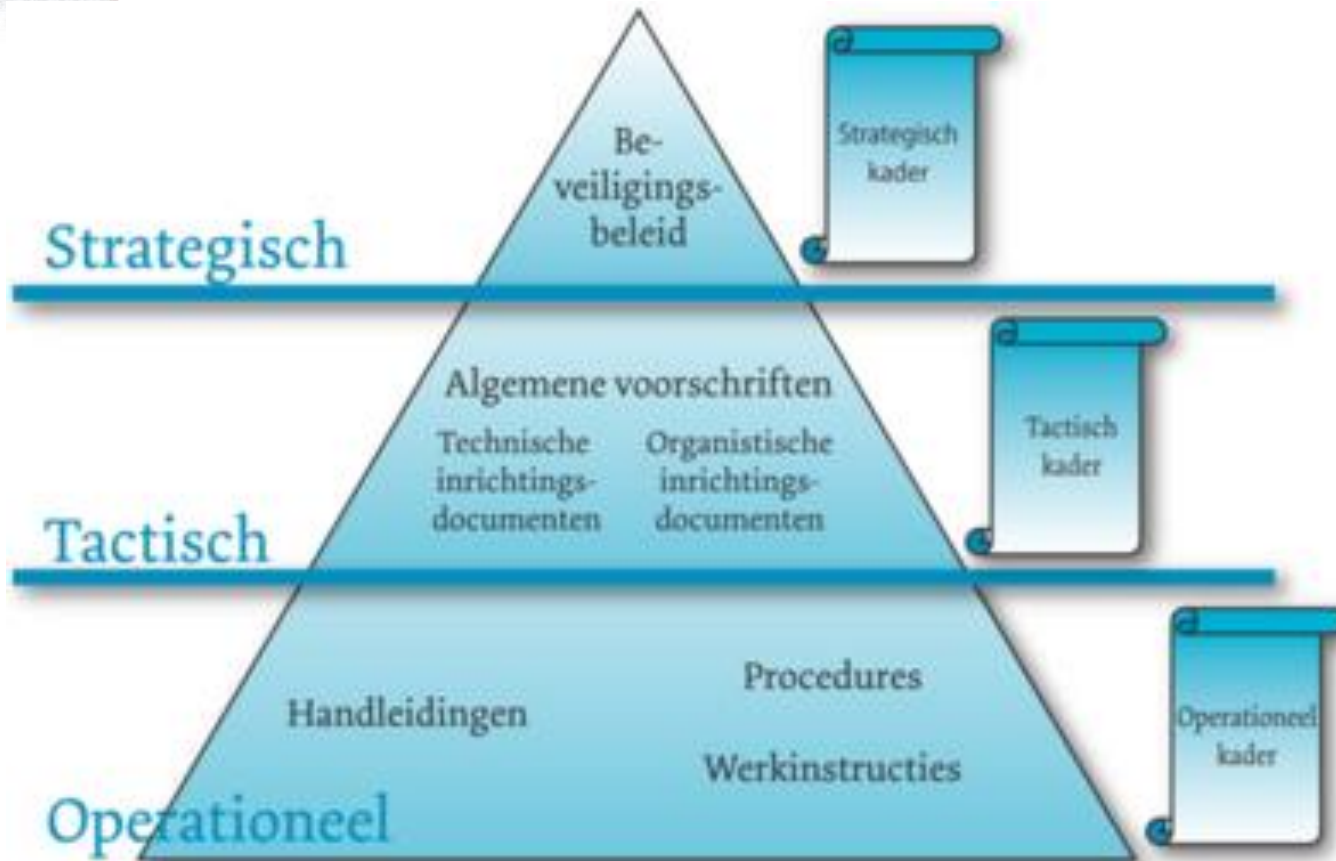 Be-
veiligings-
beleid
Strategisch
kader
Strategisch
Algemene voorschriften
Technische
inrichtings-
documenten
Organistische
inrichtings-
documenten
Tactisch
kader
Tactisch
Handleidingen
Procedures
Werkinstructies
Operationeel
kader
Operationeel